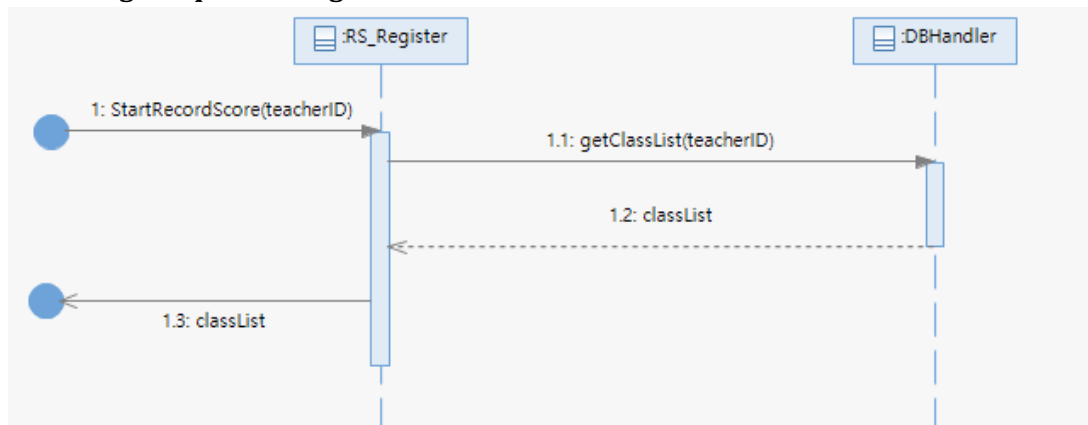 :RS_Register
:DBHandler
1: StartRecordScore(teacherID)
1.1: getClassList(teacherID)
1.2: classList
1.3: classList